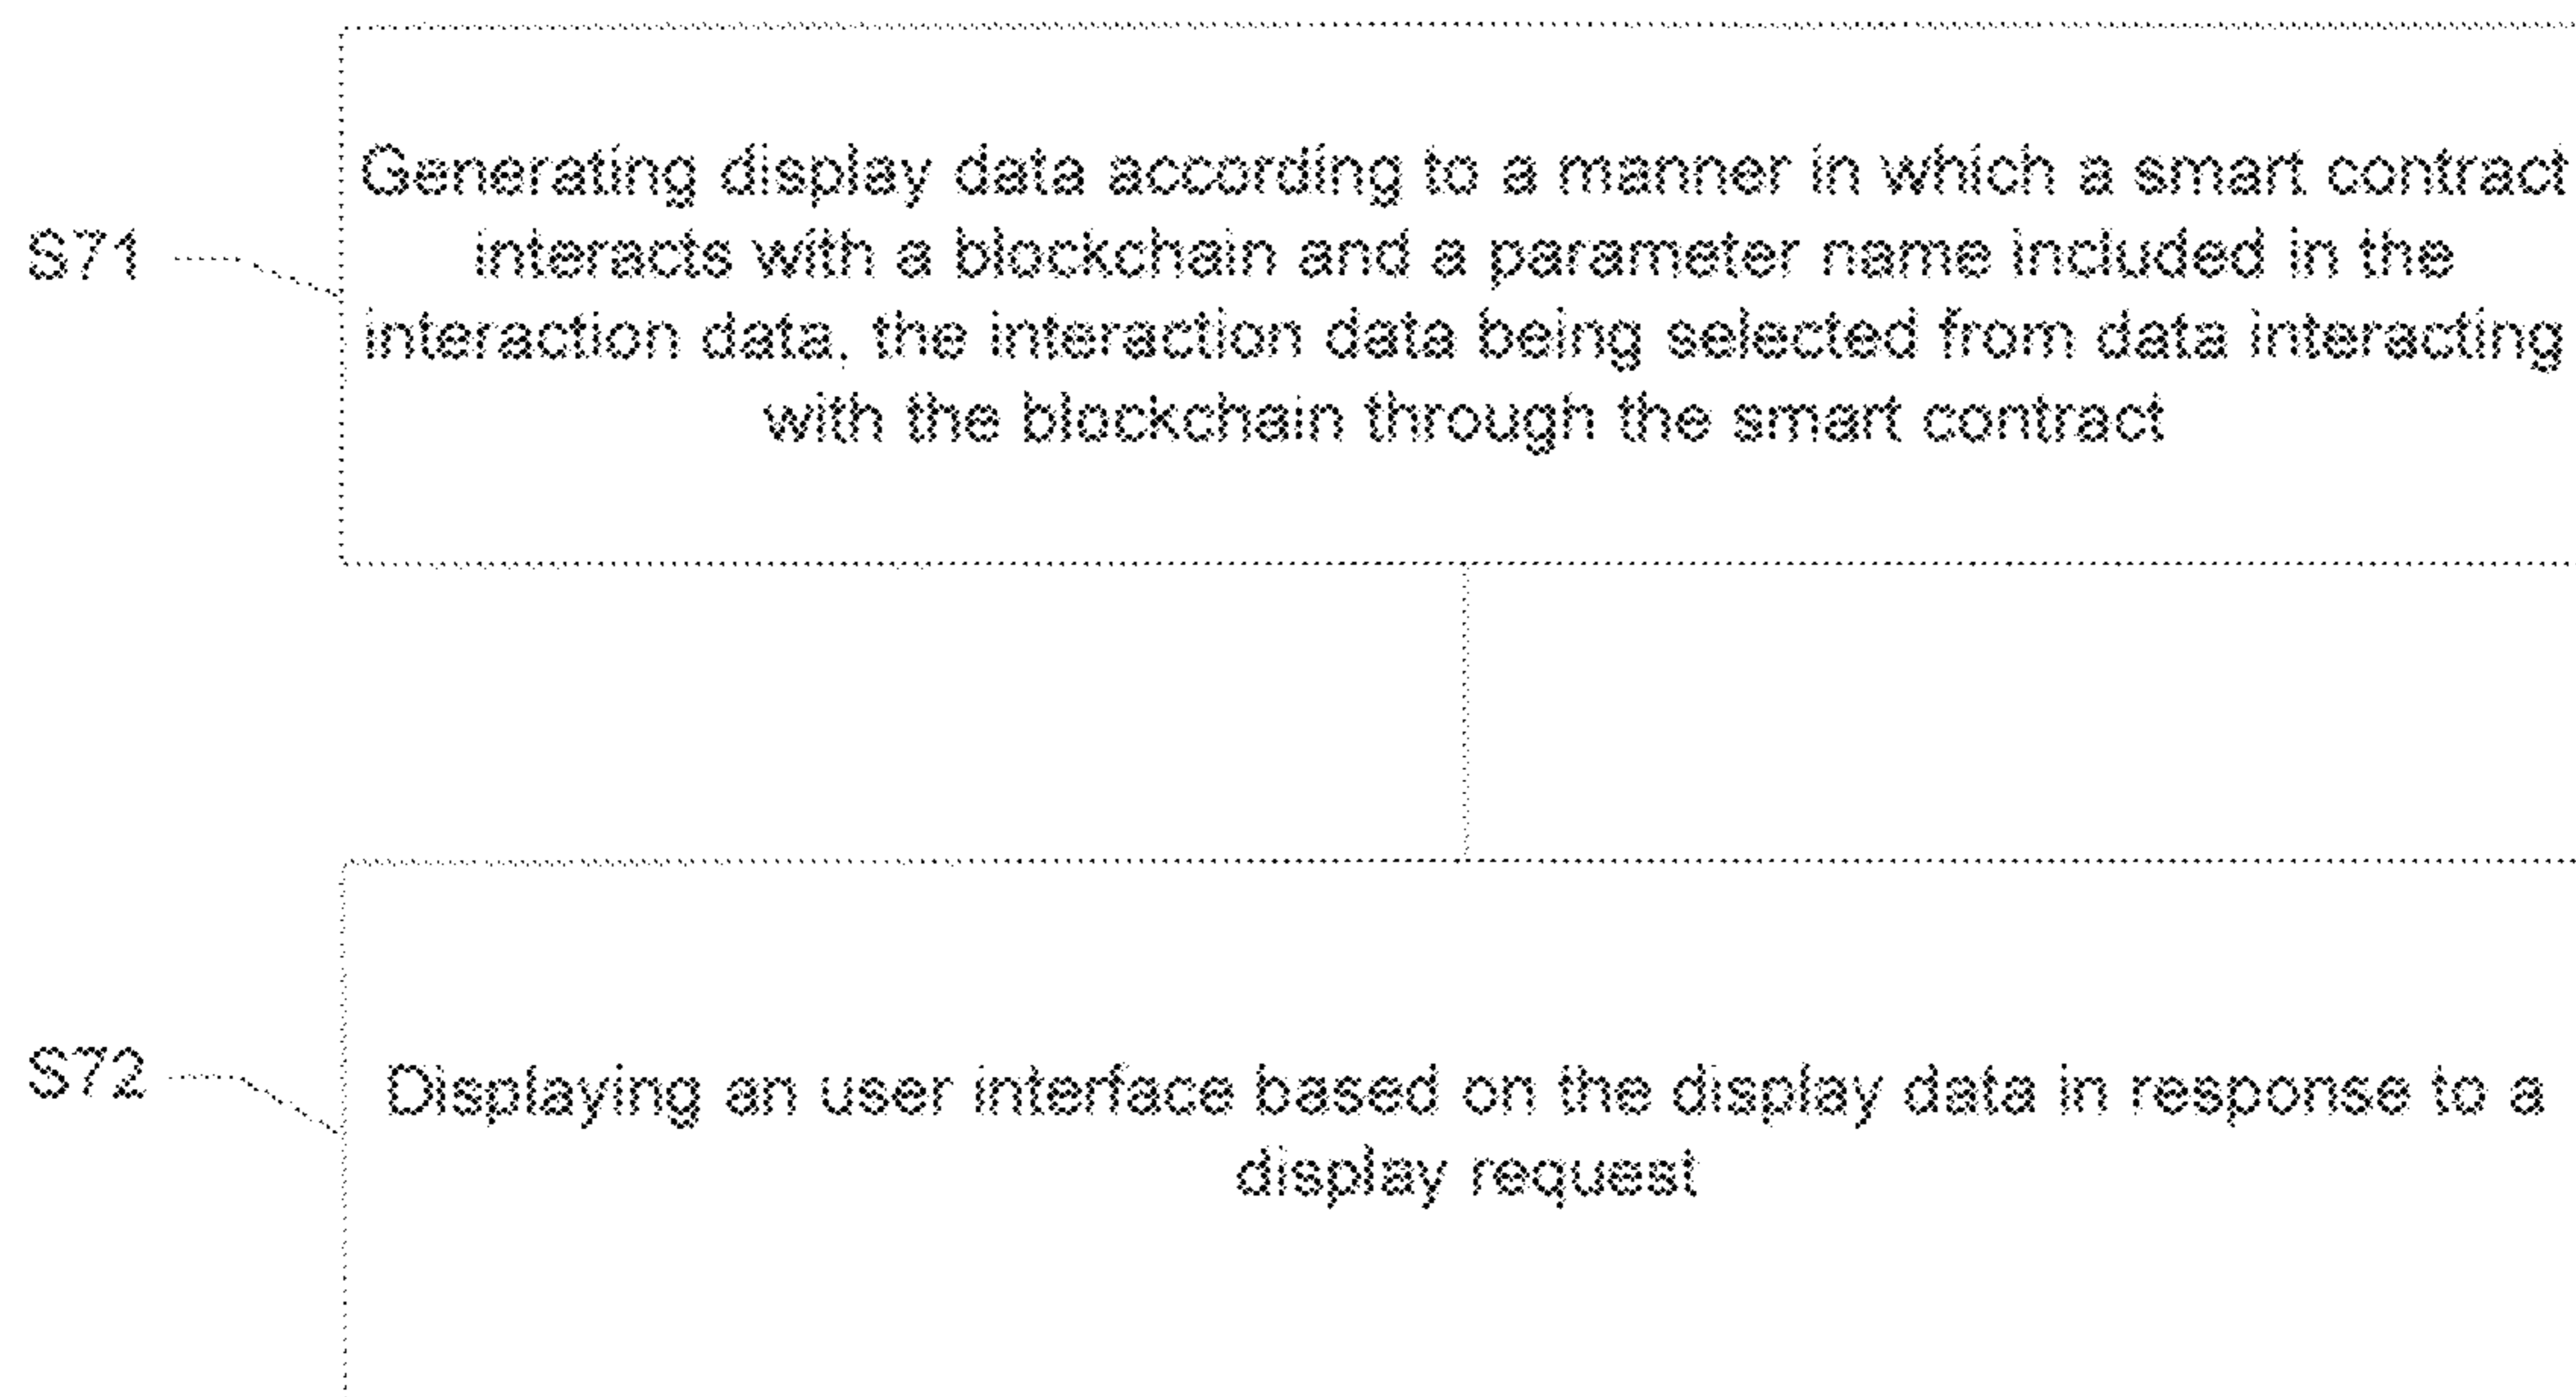 Generating display data according to a manner in which a smart contract
S71
interacts with a blockchain and a parameter name included in the
interaction data, the interaction data being selected from data interacting
with the blockchain through the smart contract
S72
Displaying an user interface based on the display data in response to a
display request